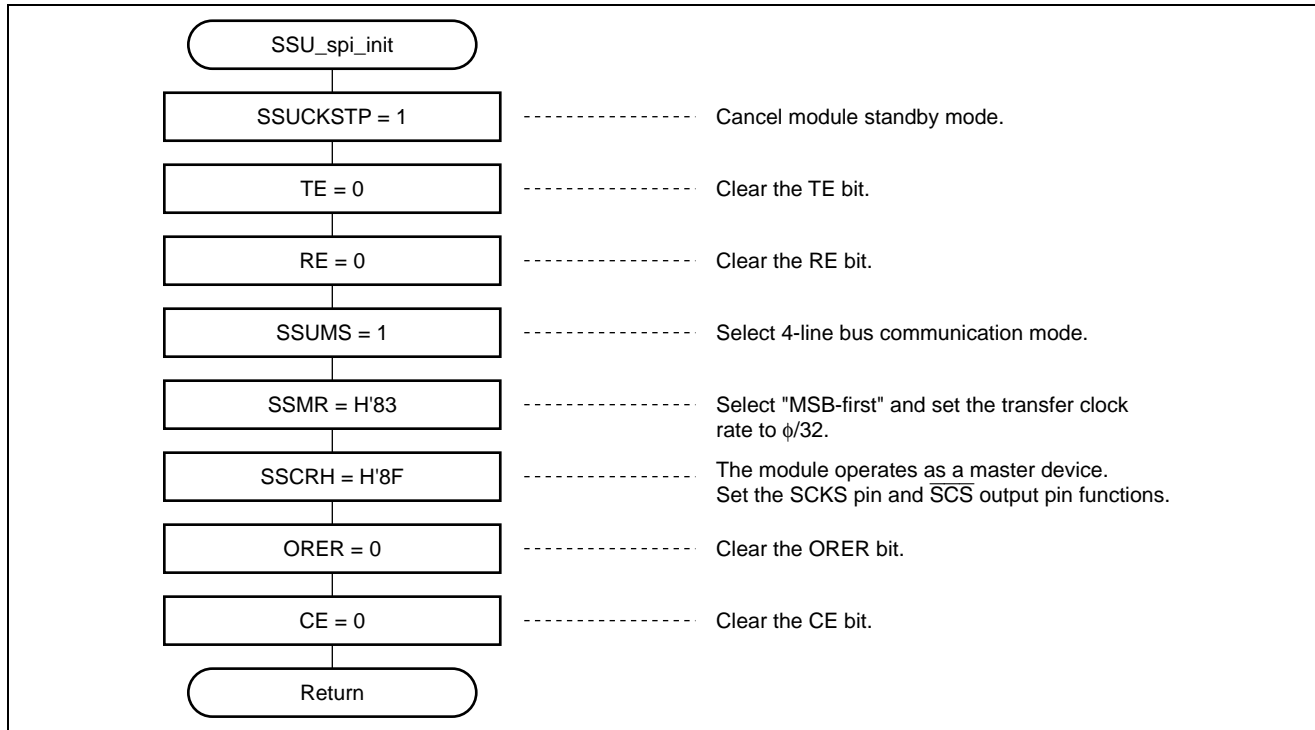 SSU_spi_init
SSUCKSTP = 1
Cancel module standby mode.
TE = 0
Clear the TE bit.
RE = 0
Clear the RE bit.
SSUMS = 1
Select 4-line bus communication mode.
SSMR = H'83
Select "MSB-first" and set the transfer clock
rate to ϕ/32.
SSCRH = H'8F
The module operates as a master device.
Set the SCKS pin and S̅C̅S̅ output pin functions.
ORER = 0
Clear the ORER bit.
CE = 0
Clear the CE bit.
Return